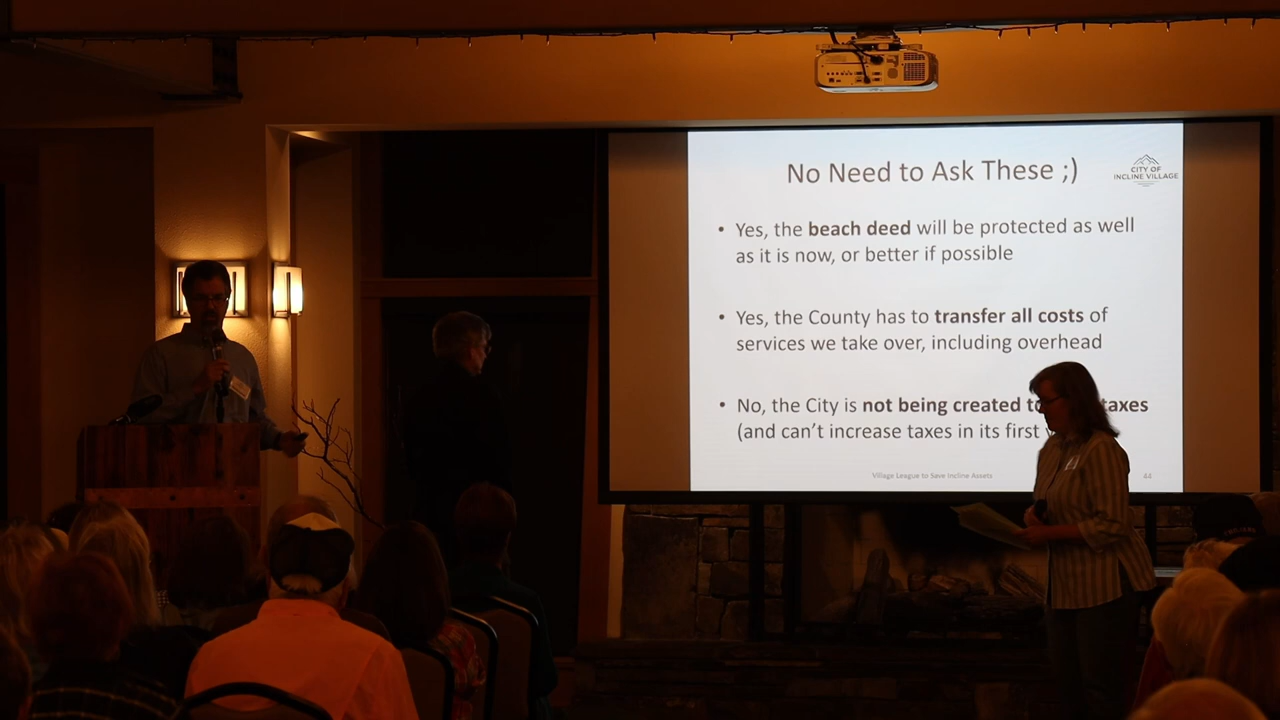 No Need to Ask These ;)
CITY OF
INCLINE VILLAGE
• Yes, the beach deed will be protected as well
as it is now, or better if possible
• Yes, the County has to transfer all costs of
services we take over, including overhead
• No, the City is not being created taxes
(and can't increase taxes in its first
Village League to Save Incline Assets
44